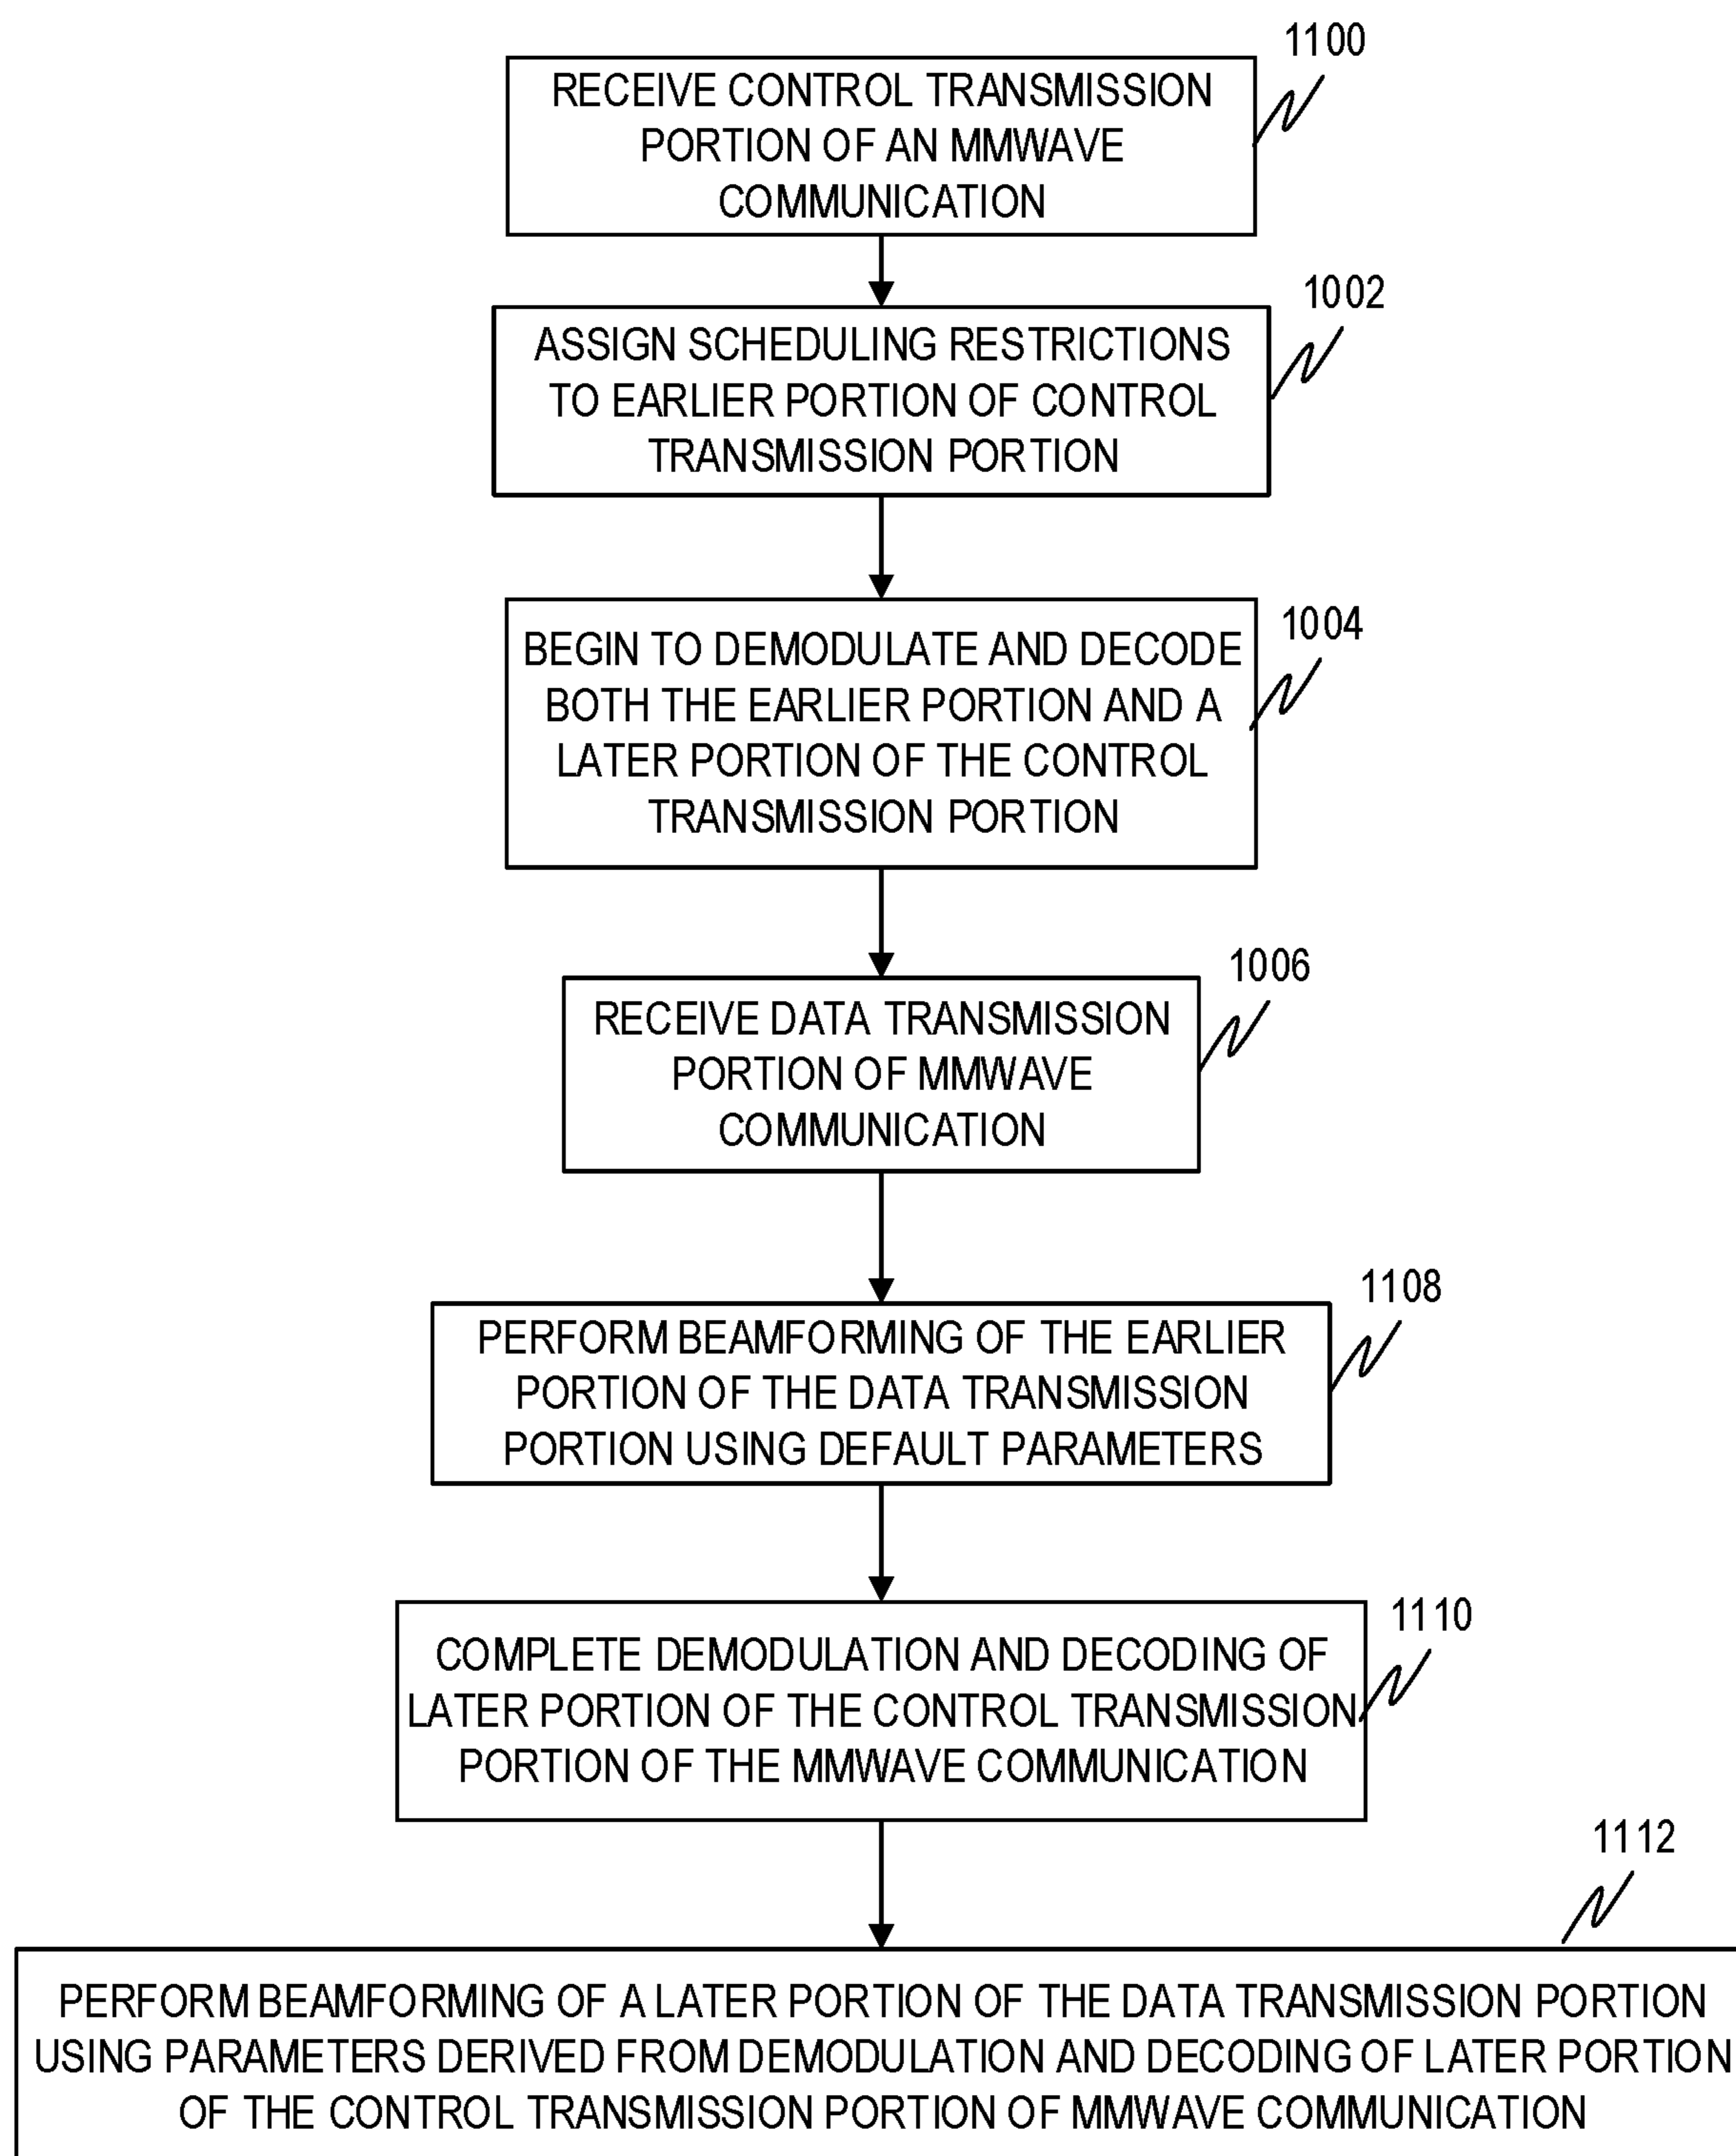 1100
RECEIVE CONTROL TRANSMISSION
PORTION OF AN MMWAVE
COMMUNICATION
1002
ASSIGN SCHEDULING RESTRICTIONS
TO EARLIER PORTION OF CONTROL
TRANSMISSION PORTION
1004
BEGIN TO DEMODULATE AND DECODE
BOTH THE EARLIER PORTION AND A
LATER PORTION OF THE CONTROL
TRANSMISSION PORTION
1006
RECEIVE DATA TRANSMISSION
PORTION OF MMWAVE
COMMUNICATION
1108
PERFORM BEAMFORMING OF THE EARLIER
PORTION OF THE DATA TRANSMISSION
PORTION USING DEFAULT PARAMETERS
1110
COMPLETE DEMODULATION AND DECODING OF
LATER PORTION OF THE CONTROL TRANSMISSION
PORTION OF THE MMWAVE COMMUNICATION
1112
PERFORM BEAMFORMING OF A LATER PORTION OF THE DATA TRANSMISSION PORTION
USING PARAMETERS DERIVED FROM DEMODULATION AND DECODING OF LATER PORTION
OF THE CONTROL TRANSMISSION PORTION OF MMWAVE COMMUNICATION